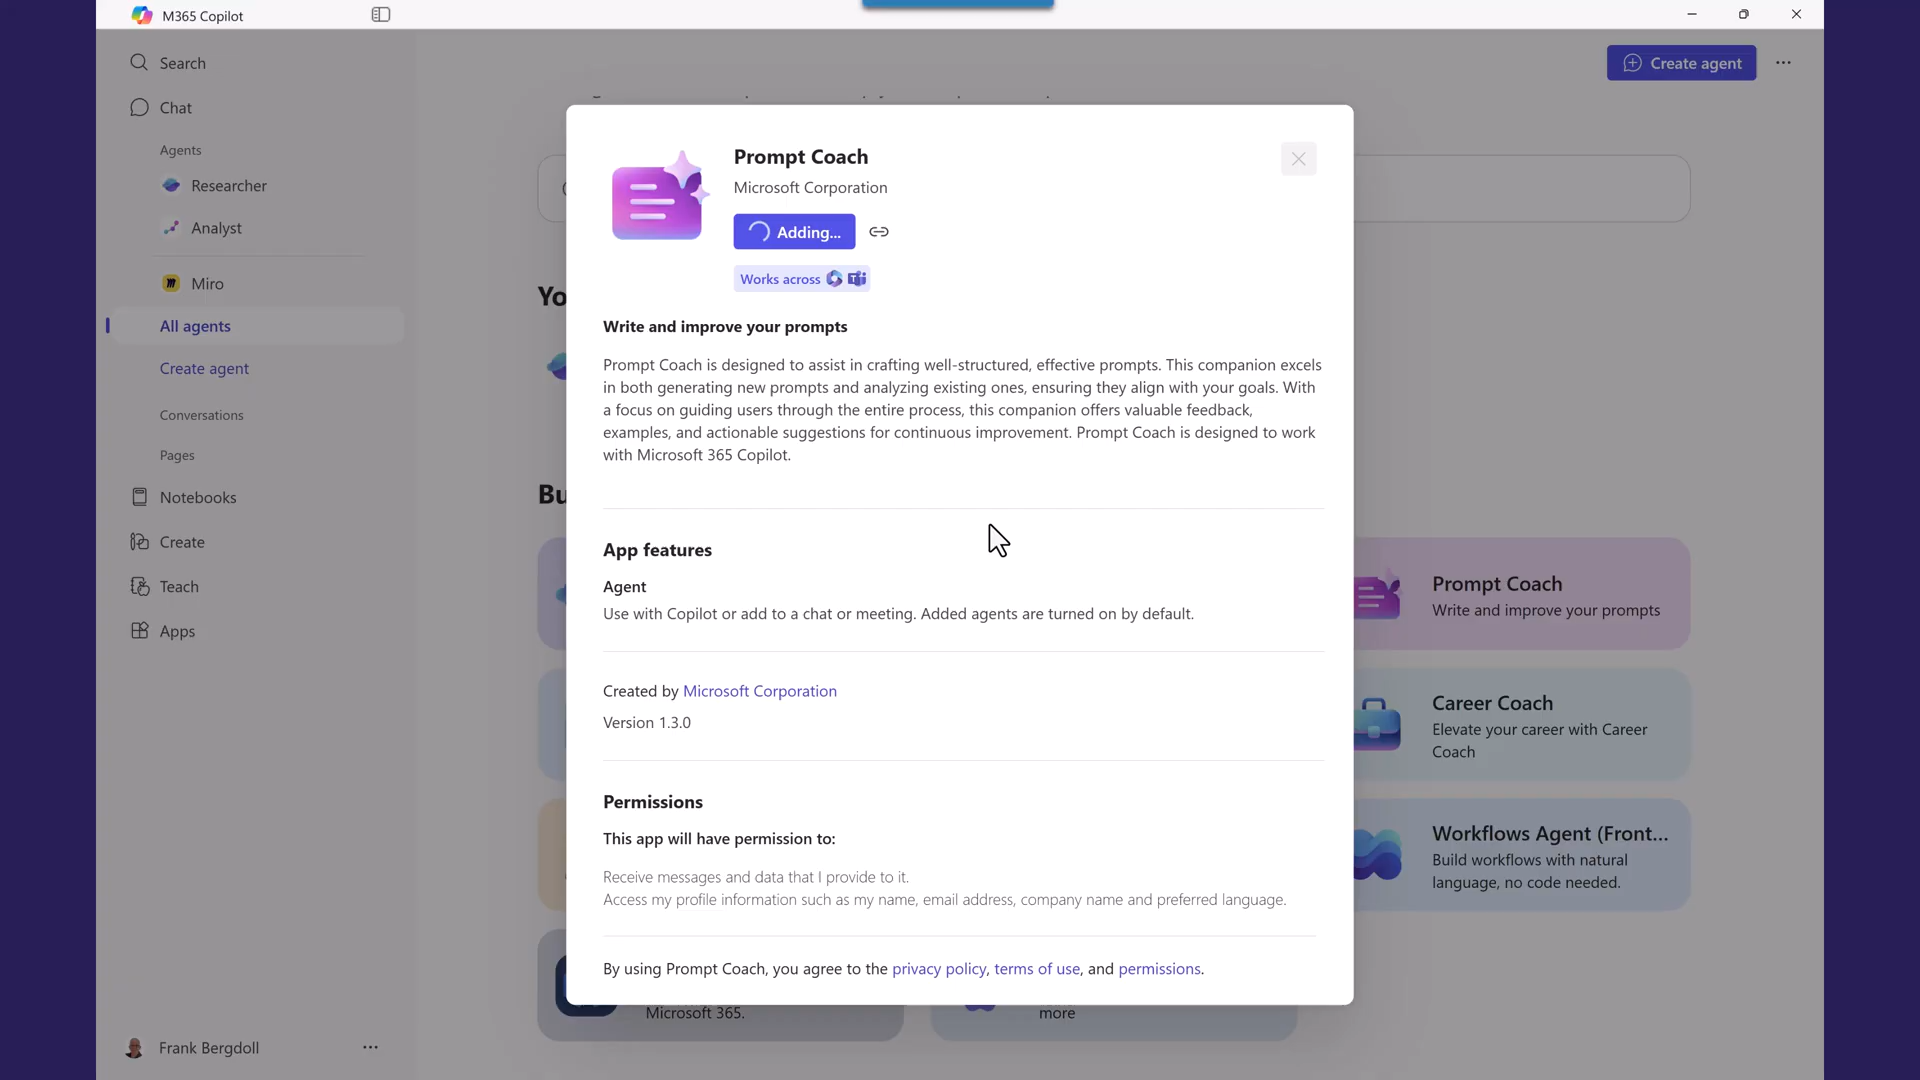 M365 Copilot
Search
Chat
Agents
Researcher
Analyst
Miro
All agents
Create agent
Conversations
Pages
Notebooks
Create
Teach
Apps
Frank Bergdoll
Create agent
Yo
Bu
Prompt Coach
Microsoft Corporation
Adding...
Works across
Write and improve your prompts
Prompt Coach is designed to assist in crafting well-structured, effective prompts. This companion excels
in both generating new prompts and analyzing existing ones, ensuring they align with your goals. With
a focus on guiding users through the entire process, this companion offers valuable feedback,
examples, and actionable suggestions for continuous improvement. Prompt Coach is designed to work
with Microsoft 365 Copilot.
App features
Agent
Use with Copilot or add to a chat or meeting. Added agents are turned on by default.
Created by Microsoft Corporation
Version 1.3.0
Permissions
This app will have permission to:
Receive messages and data that I provide to it.
Access my profile information such as my name, email address, company name and preferred language.
By using Prompt Coach, you agree to the privacy policy, terms of use, and permissions.
Prompt Coach
Write and improve your prompts
Career Coach
Elevate your career with Career
Coach
Workflows Agent (Front...
Build workflows with natural
language, no code needed.
Microsoft 365.
more